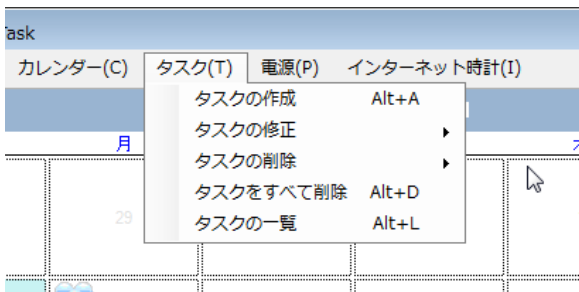 Task
カレンダー(C) タスク(T) 電源(P) インターネット時計(I)
タスクの作成 Alt+A
タスクの修正
タスクの削除
タスクをすべて削除 Alt+D
タスクの一覧 Alt+L
月
29